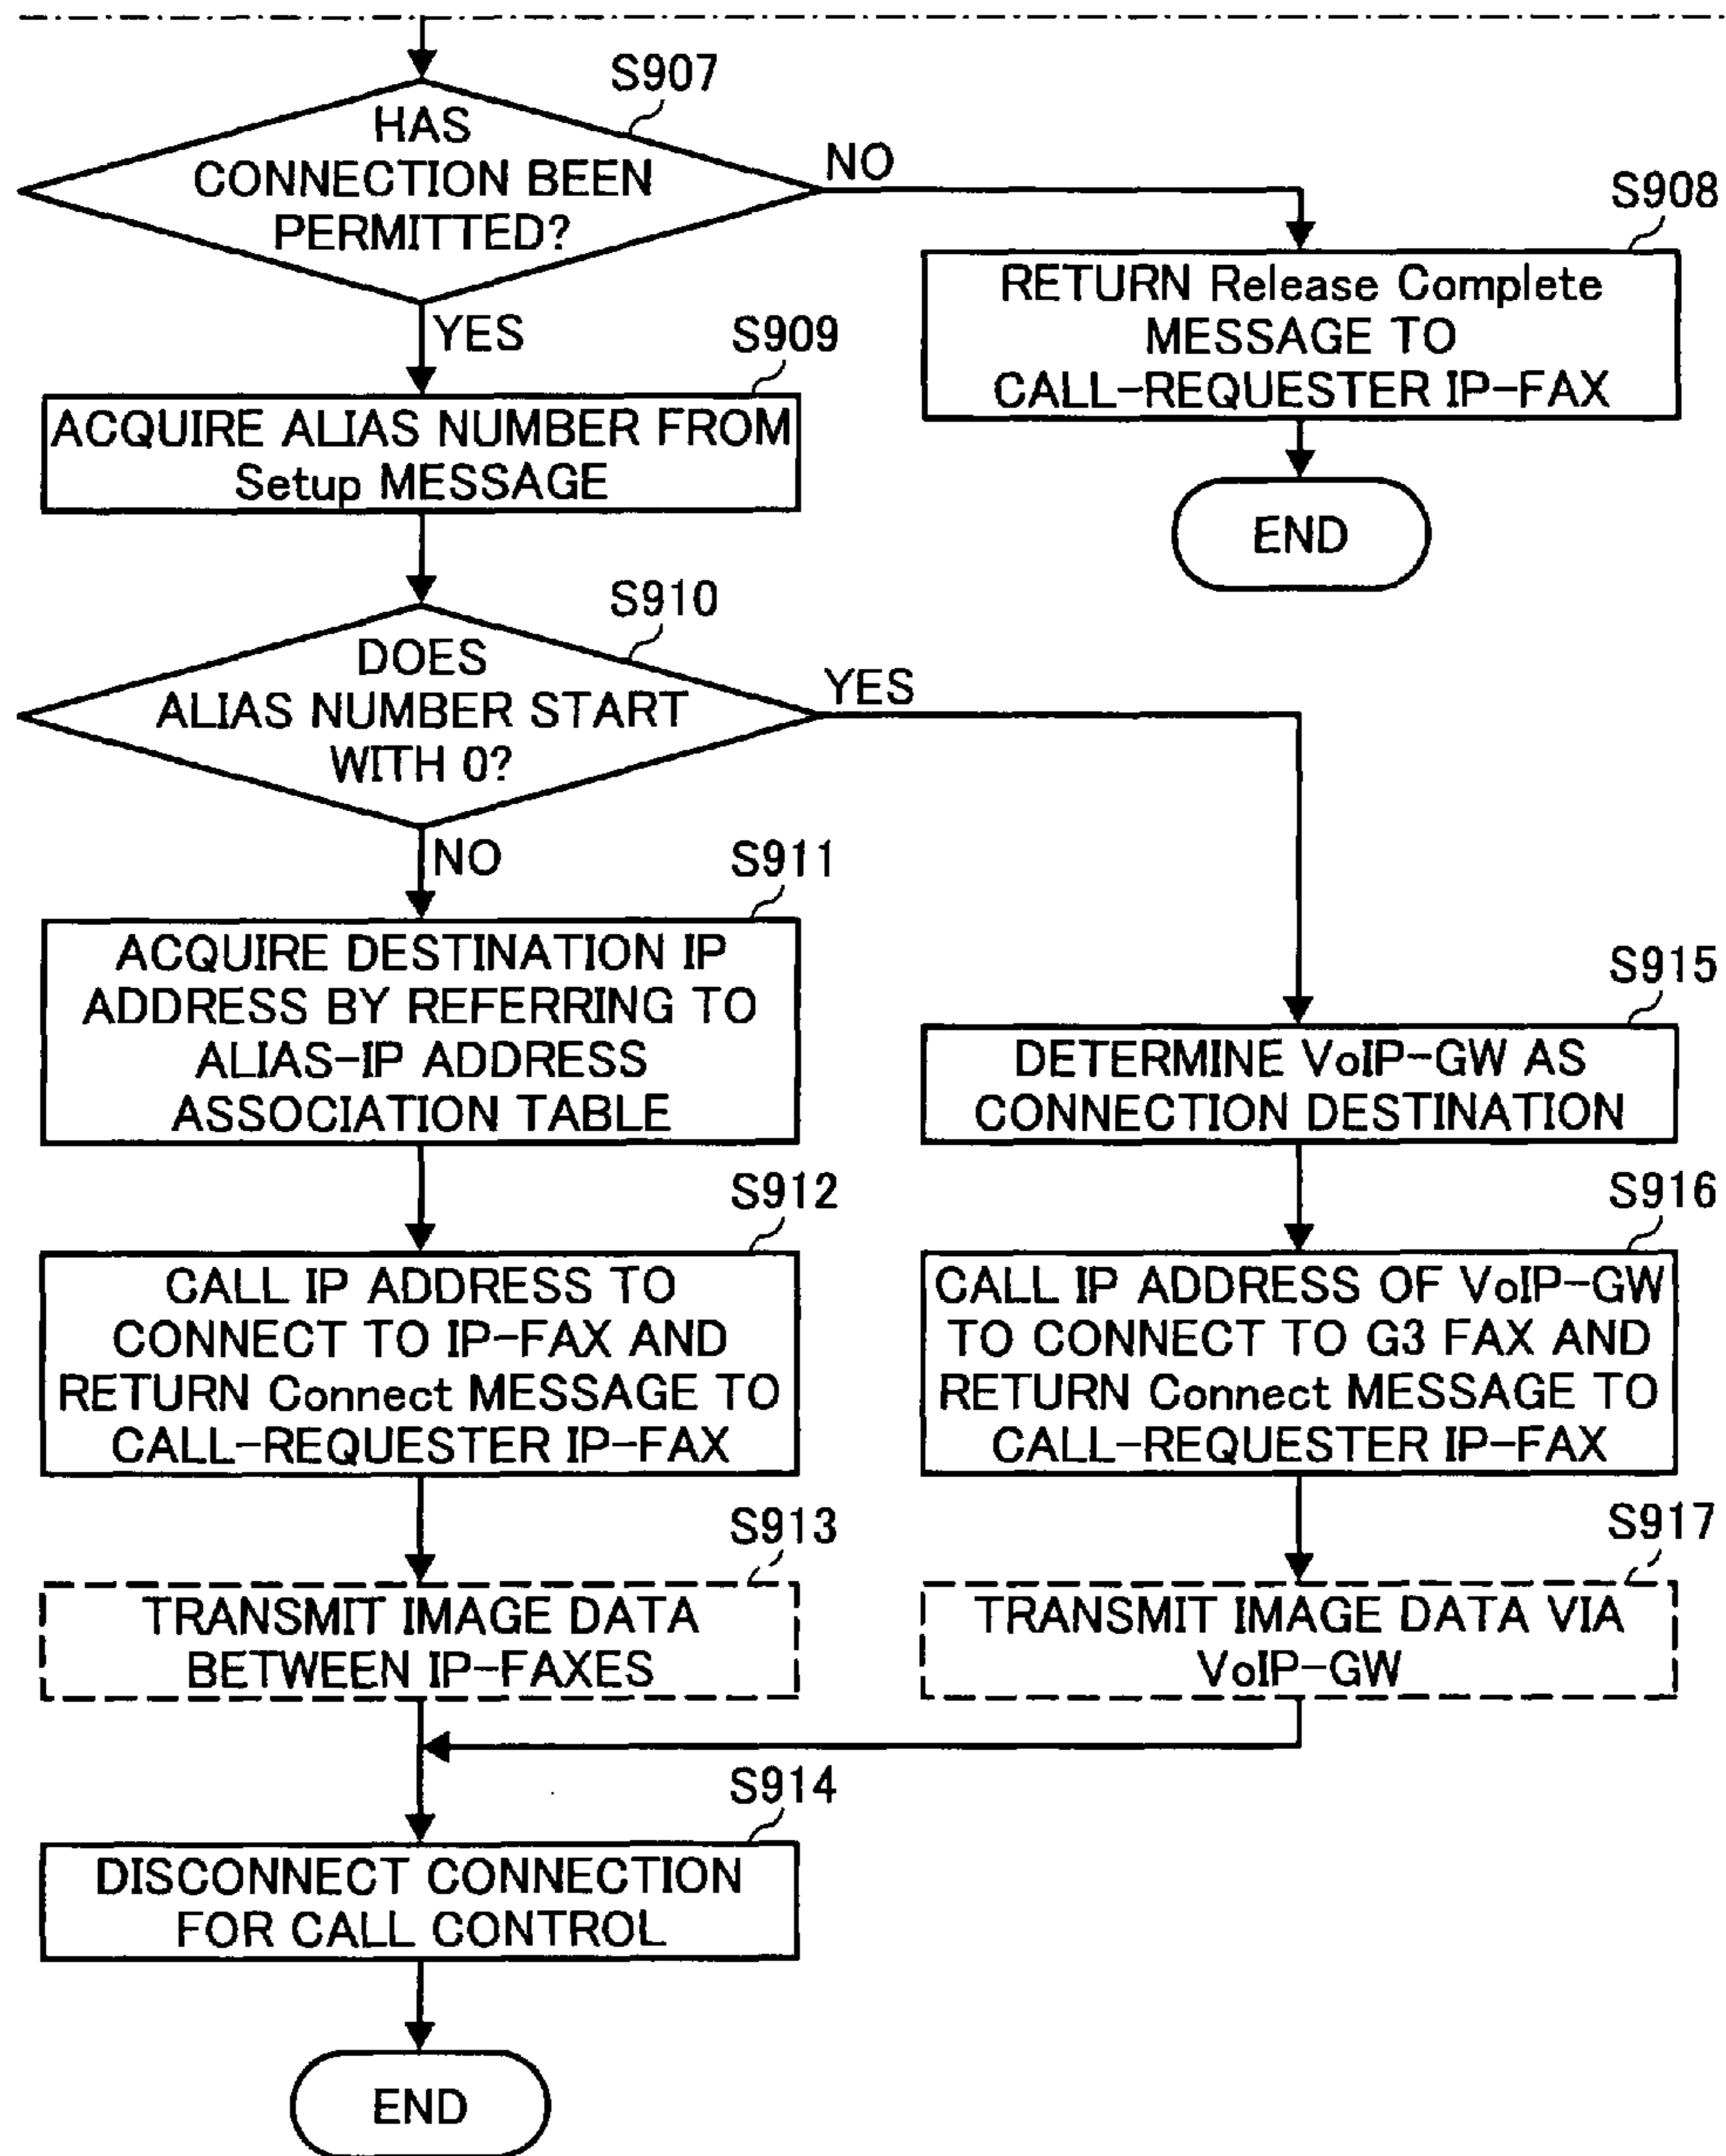 S907
HAS
CONNECTION BEEN
PERMITTED?
NO
S908
RETURN Release Complete
MESSAGE TO
CALL-REQUESTER IP-FAX
END
YES
S909
ACQUIRE ALIAS NUMBER FROM
Setup MESSAGE
S910
DOES
ALIAS NUMBER START
WITH 0?
YES
NO
S911
ACQUIRE DESTINATION IP
ADDRESS BY REFERRING TO
ALIAS-IP ADDRESS
ASSOCIATION TABLE
S915
DETERMINE VoIP-GW AS
CONNECTION DESTINATION
S912
CALL IP ADDRESS TO
CONNECT TO IP-FAX AND
RETURN Connect MESSAGE TO
CALL-REQUESTER IP-FAX
S916
CALL IP ADDRESS OF VoIP-GW
TO CONNECT TO G3 FAX AND
RETURN Connect MESSAGE TO
CALL-REQUESTER IP-FAX
S913
TRANSMIT IMAGE DATA
BETWEEN IP-FAXES
S917
TRANSMIT IMAGE DATA VIA
VoIP-GW
S914
DISCONNECT CONNECTION
FOR CALL CONTROL
END